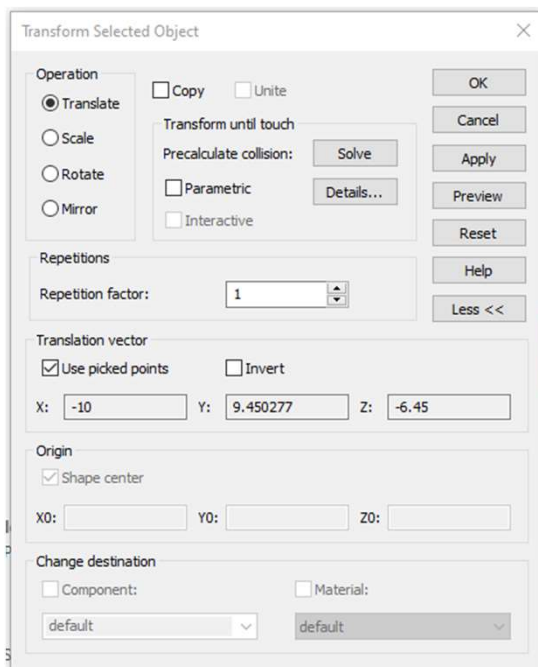 Transform Selected Object
Operation
Translate
Scale
Rotate
Mirror
Copy
Unite
Transform until touch
Precalculate collision:
Solve
Parametric
Details...
Interactive
OK
Cancel
Apply
Preview
Reset
Help
Less <<
Repetitions
Repetition factor:
1
Translation vector
Use picked points
Invert
X: -10 Y: 9.450277 Z: -6.45
Origin
Shape center
X0: Y0: Z0:
Change destination
Component:
Material:
default
default